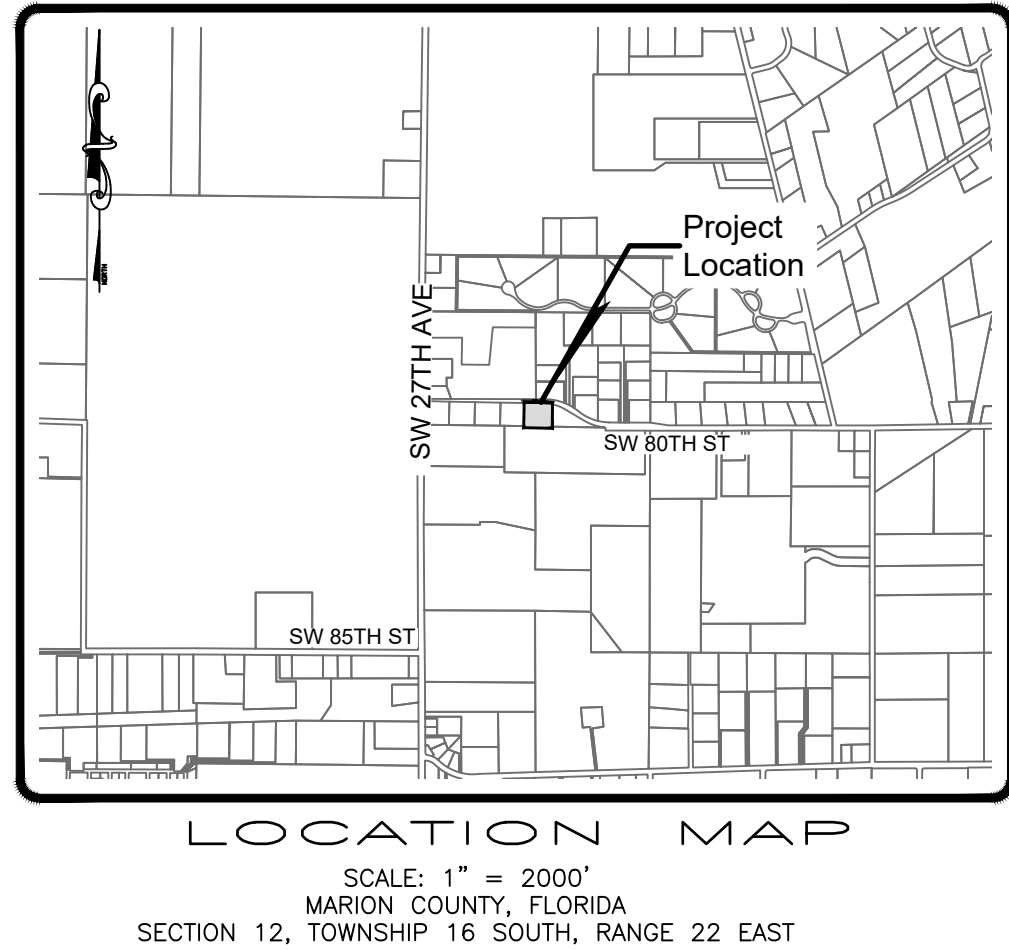 NORTH
Project
Location
SW 27TH AVE
SW 80TH ST
SW 85TH ST
LOCATION MAP
SCALE: 1” = 2000’
MARION COUNTY, FLORIDA
SECTION 12, TOWNSHIP 16 SOUTH, RANGE 22 EAST